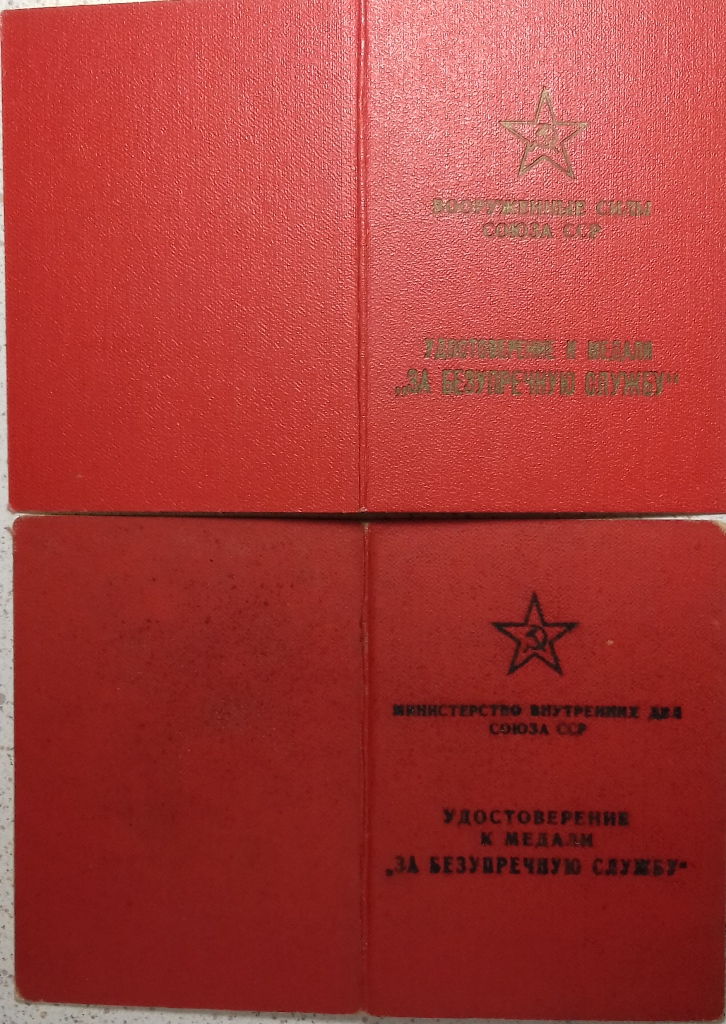 ВООРУЖЕННЫЕ СИЛЫ
СОЮЗА ССР
УДОСТОВЕРЕНИЕ К МЕДАЛИ
„ЗА БЕЗУПРЕЧНУЮ СЛУЖБУ“
МИНИСТЕРСТВО ВНУТРЕННИХ ДЕЛ
СОЮЗА ССР
УДОСТОВЕРЕНИЕ
К МЕДАЛИ
„ЗА БЕЗУПРЕЧНУЮ СЛУЖБУ“